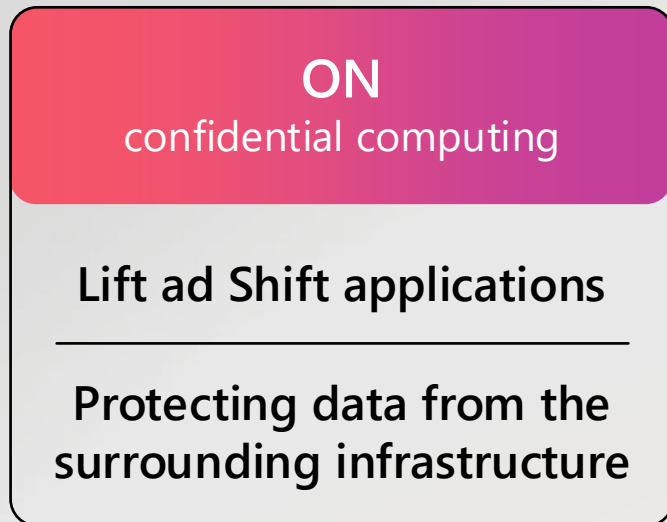 ON
confidential computing
Lift ad Shift applications
Protecting data from the
surrounding infrastructure